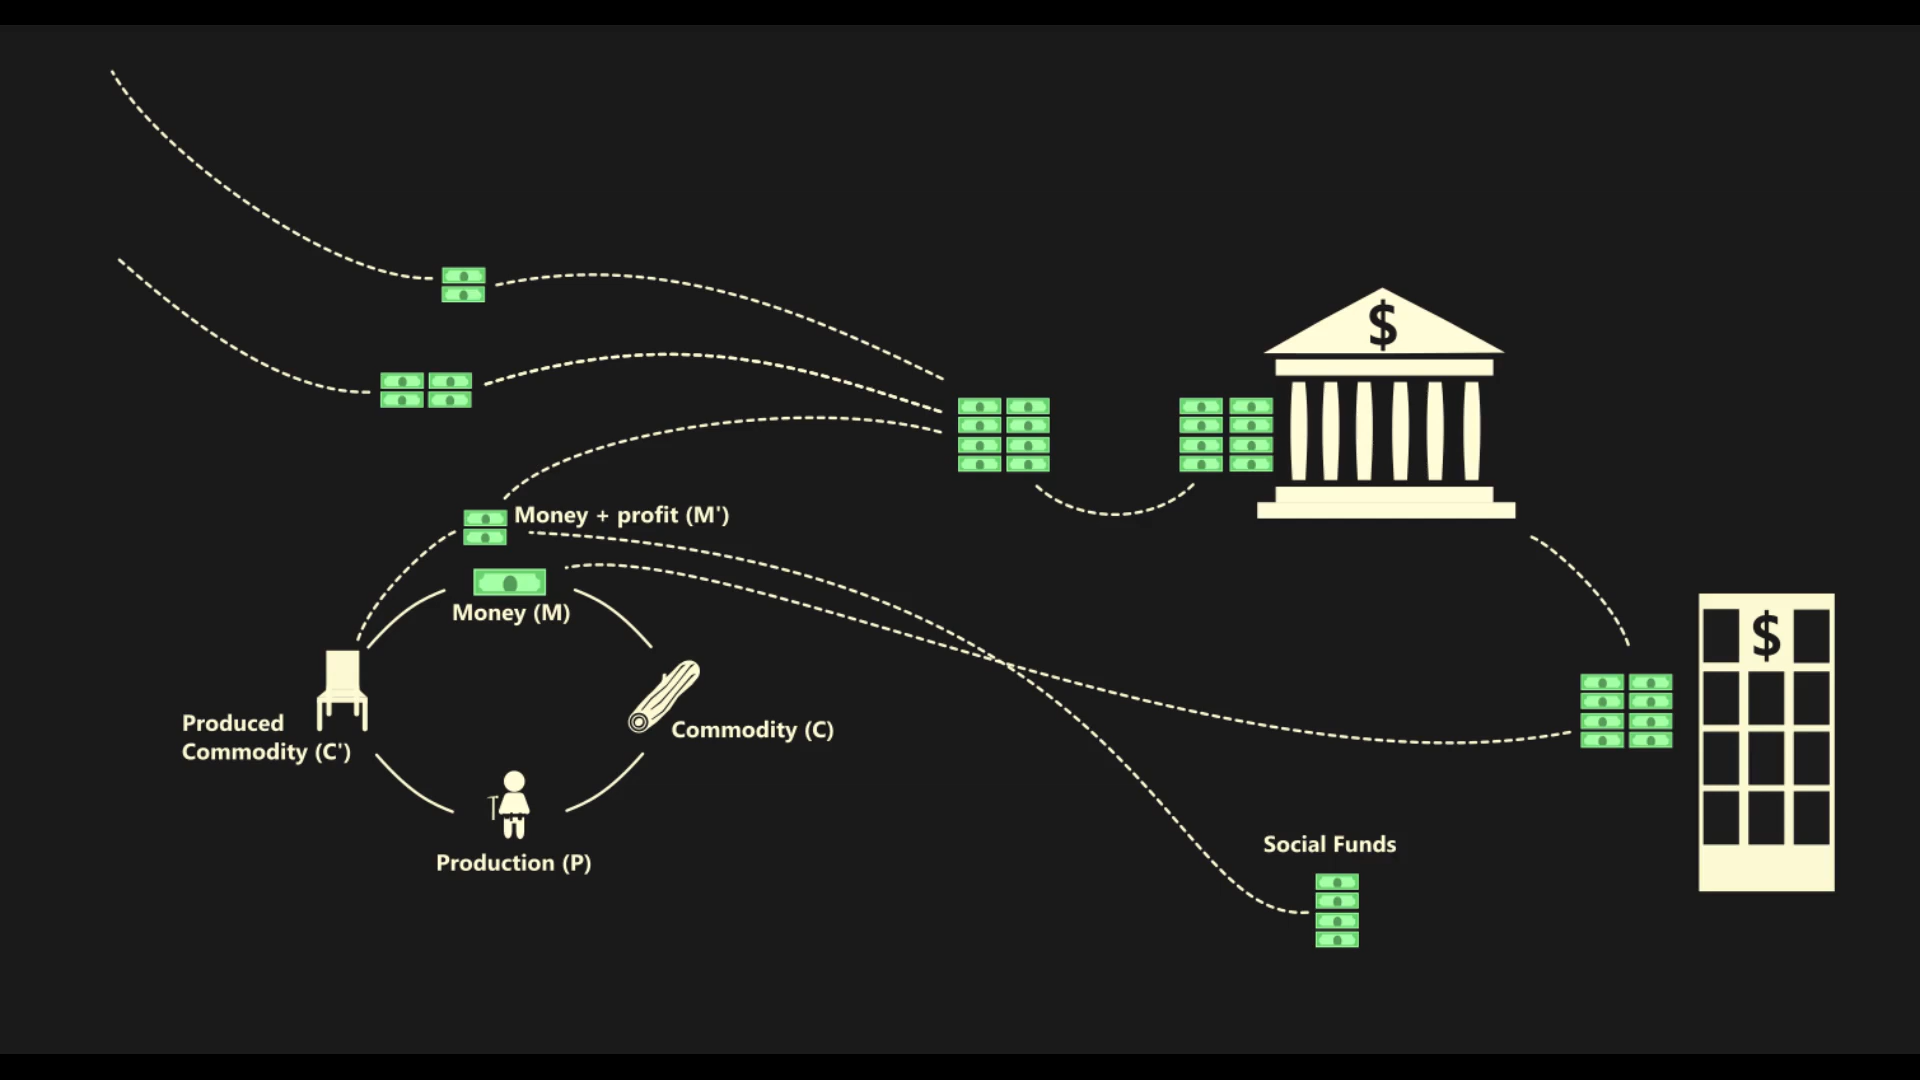 $
Money + profit (M')
Money (M)
$
Produced
Commodity (C')
Commodity (C)
Production (P)
Social Funds